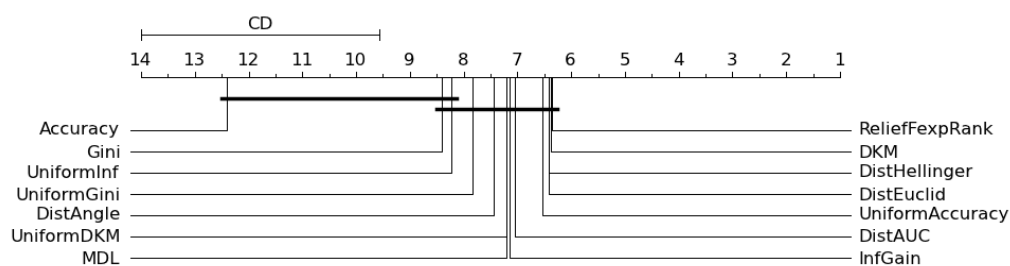 CD
14 13 12 11 10 9 8 7 6 5 4 3 2 1
Accuracy ReliefFexpRank
Gini DKM
UniformInf DistHellinger
UniformGini DistEuclid
DistAngle UniformAccuracy
UniformDKM DistAUC
MDL InfGain